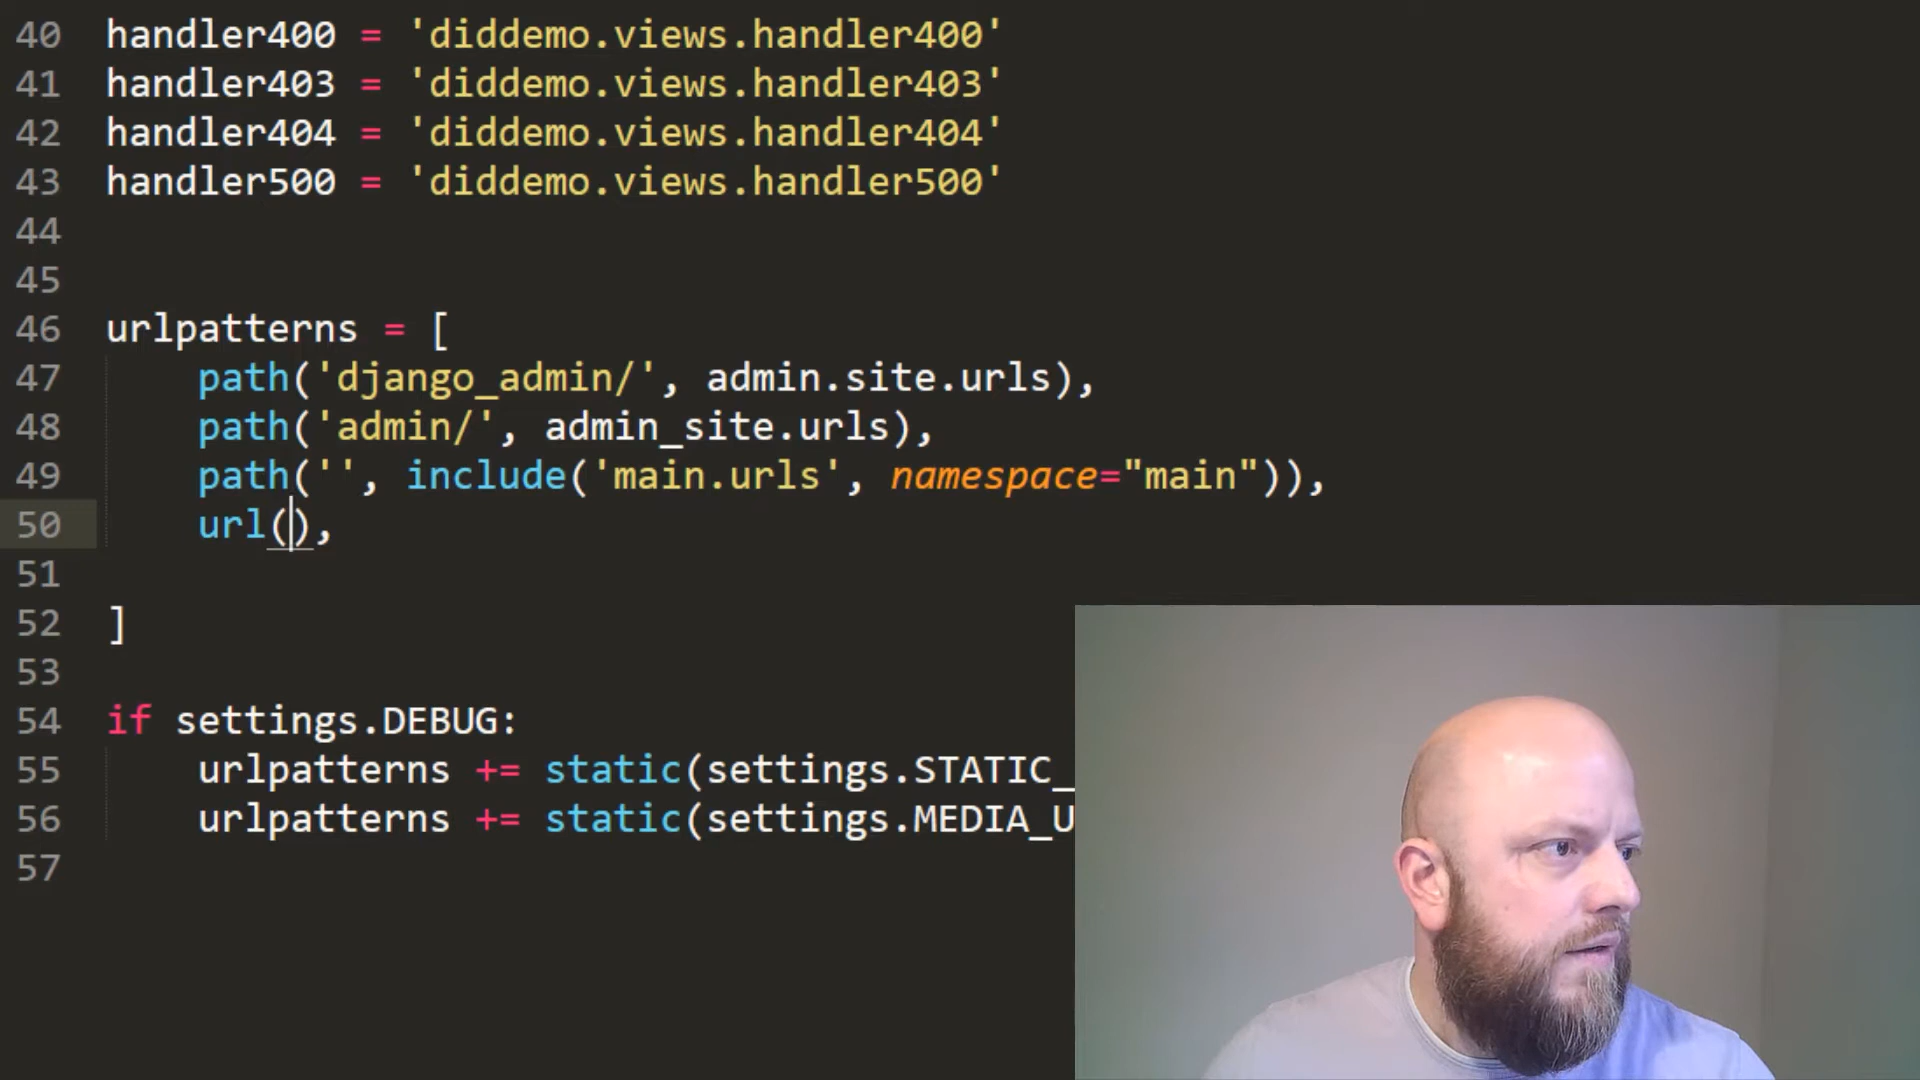 40 handler400 = 'diddemo.views.handler400'
41 handler403 = 'diddemo.views.handler403'
42 handler404 = 'diddemo.views.handler404'
43 handler500 = 'diddemo.views.handler500'
44
45
46 urlpatterns = [
47 path('django_admin/', admin.site.urls),
48 path('admin/', admin_site.urls),
49 path('', include('main.urls', namespace="main")),
50 url(),
51
52 ]
53
54 if settings.DEBUG:
55 urlpatterns += static(settings.STATIC_
56 urlpatterns += static(settings.MEDIA_U
57